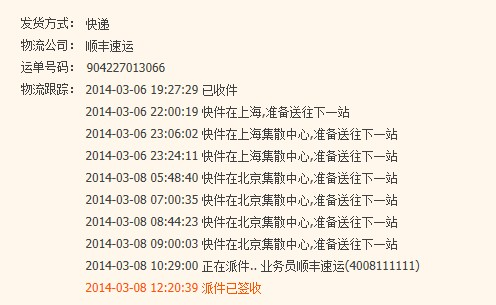 发货方式： 快递
物流公司： 顺丰速运
运单号码： 904227013066
物流跟踪： 2014-03-06 19:27:29 已收件
2014-03-06 22:00:19 快件在上海,准备送往下一站
2014-03-06 23:06:02 快件在上海集散中心,准备送往下一站
2014-03-06 23:24:11 快件在上海集散中心,准备送往下一站
2014-03-08 05:48:40 快件在北京集散中心,准备送往下一站
2014-03-08 07:00:35 快件在北京集散中心,准备送往下一站
2014-03-08 08:44:23 快件在北京集散中心,准备送往下一站
2014-03-08 09:00:03 快件在北京集散中心,准备送往下一站
2014-03-08 10:29:00 正在派件.. 业务员顺丰速运(4008111111)
2014-03-08 12:20:39 派件已签收